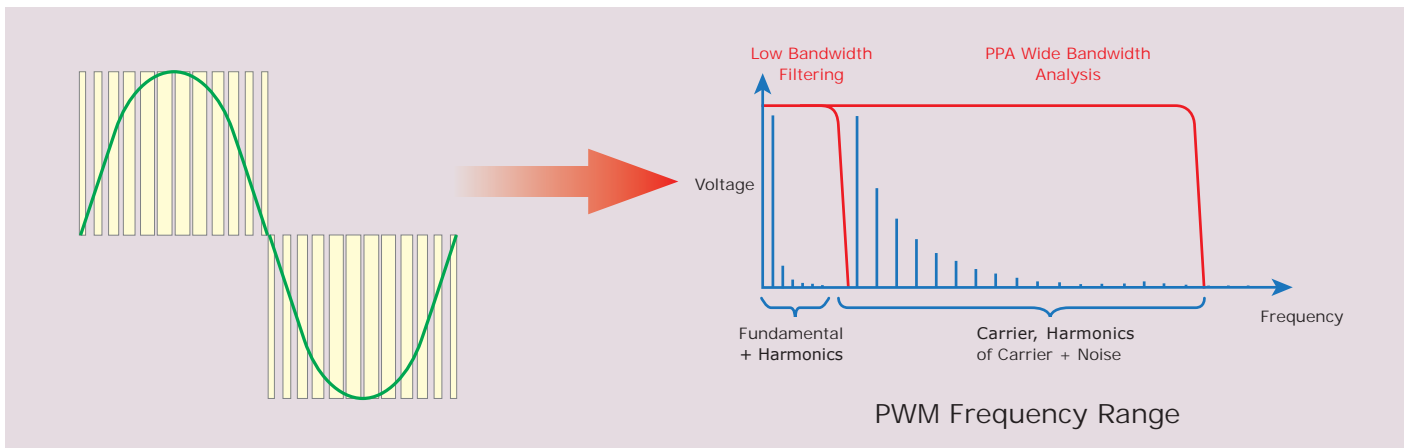 Low Bandwidth
Filtering
PPA Wide Bandwidth
Analysis
Voltage
Frequency
Fundamental
+ Harmonics
Carrier, Harmonics
of Carrier + Noise
PWM Frequency Range